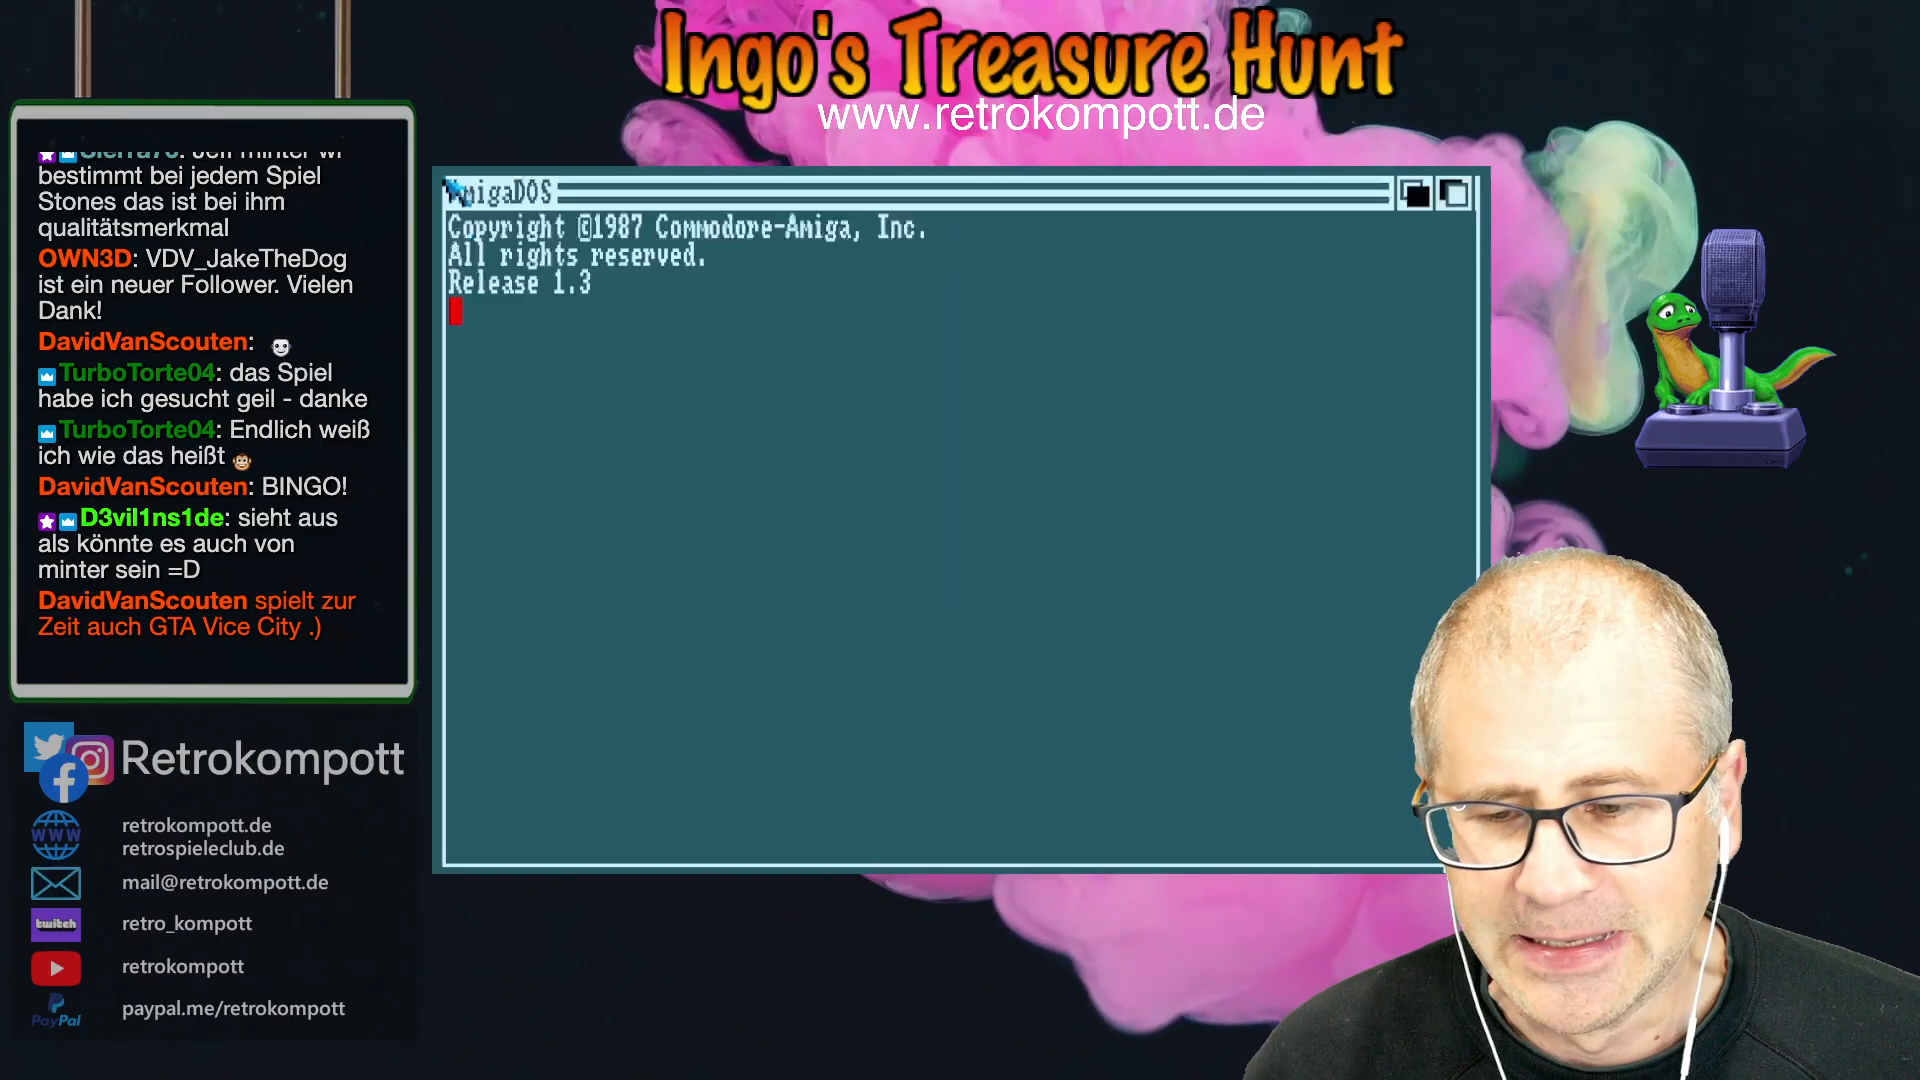 Ingo's Treasure Hunt
www.retrokompott.de
bestimmt bei jedem Spiel
Stones das ist bei ihm
qualitätsmerkmal
OWN3D: VDV_JakeTheDog
ist ein neuer Follower. Vielen
Dank!
DavidVanScouten:
TurboTorte04: das Spiel
habe ich gesucht geil - danke
TurboTorte04: Endlich weiß
ich wie das heißt
DavidVanScouten: BINGO!
D3vil1ns1de: sieht aus
als könnte es auch von
minter sein =D
DavidVanScouten spielt zur
Zeit auch GTA Vice City .)
AmigaDOS
Copyright ©1987 Commodore-Amiga, Inc.
All rights reserved.
Release 1.3
Retrokompott
www
retrokompott.de
retrospieleclub.de
mail@retrokompott.de
twitch
retro_kompott
retrokompott
PayPal
paypal.me/retrokompott